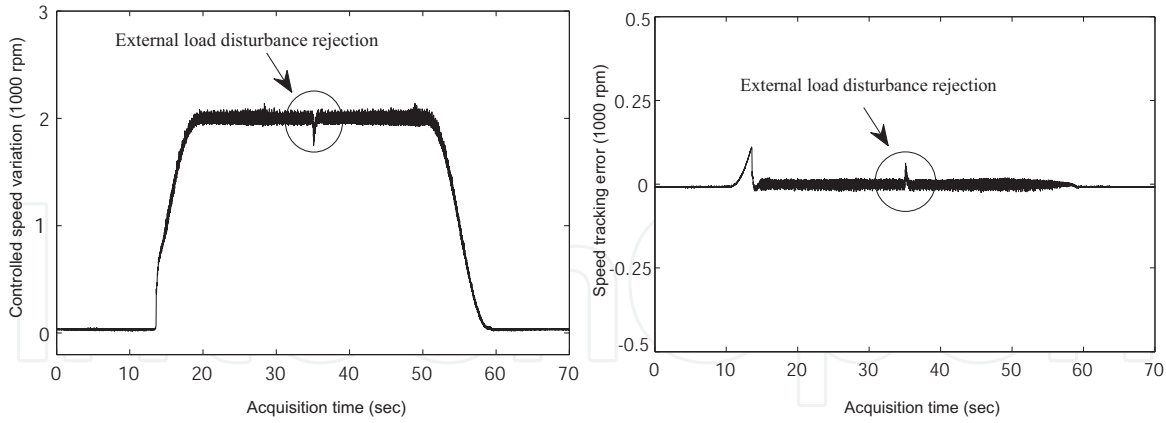 3
2
1
0
Controlled speed variation (1000 rpm)
External load disturbance rejection
0 10 20 30 40 50 60 70
Acquisition time (sec)
0.5
0.25
0
-0.25
-0.5
Speed tracking error (1000 rpm)
External load disturbance rejection
0 10 20 30 40 50 60 70
Acquisition time (sec)